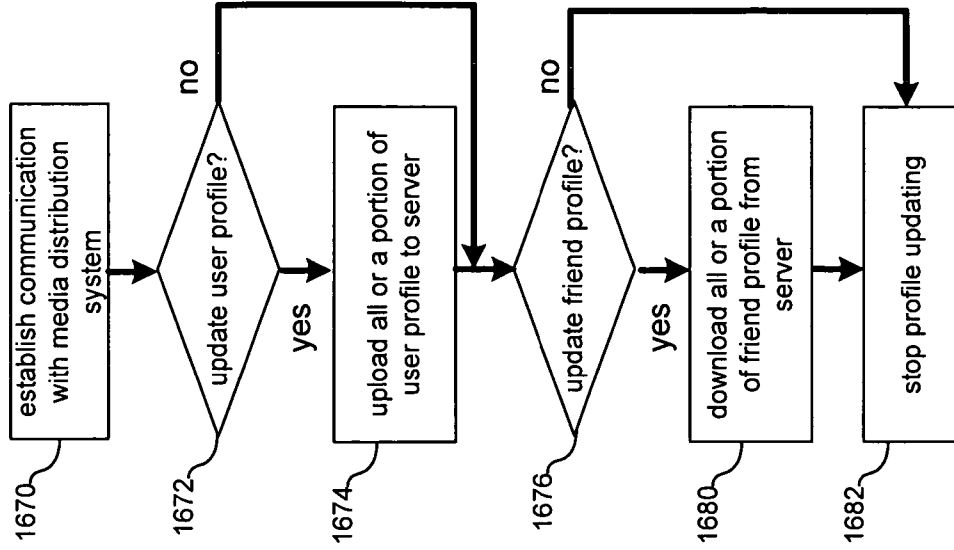 1670
establish communication
with media distribution
system
1672
update user profile?
no
yes
1674
upload all or a portion of
user profile to server
1676
update friend profile?
no
yes
1680
download all or a portion
of friend profile from
server
1682
stop profile updating